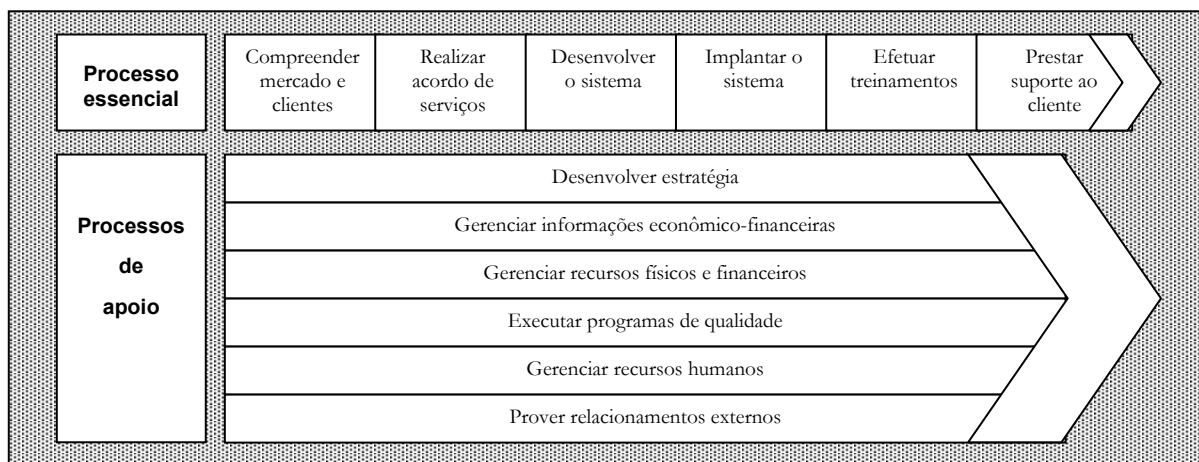 Processo
essencial
Compreender
mercado e
clientes
Realizar
acordo de
serviços
Desenvolver
o sistema
Implantar o
sistema
Efetuar
treinamentos
Prestar
suporte ao
cliente
Processos
de
apoio
Desenvolver estratégia
Gerenciar informações econômico-financeiras
Gerenciar recursos físicos e financeiros
Executar programas de qualidade
Gerenciar recursos humanos
Prover relacionamentos externos